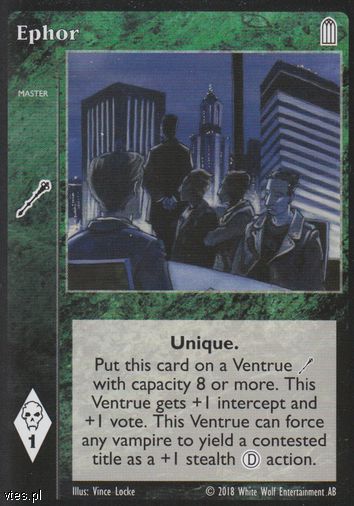 Ephor
MASTER
Unique.
Put this card on a Ventrue
with capacity 8 or more. This
Ventrue gets +1 intercept and
+1 vote. This Ventrue can force
any vampire to yield a contested
title as a +1 stealth D action.
1
Illus: Vince Locke © 2018 White Wolf Entertainment AB
vtes.pl